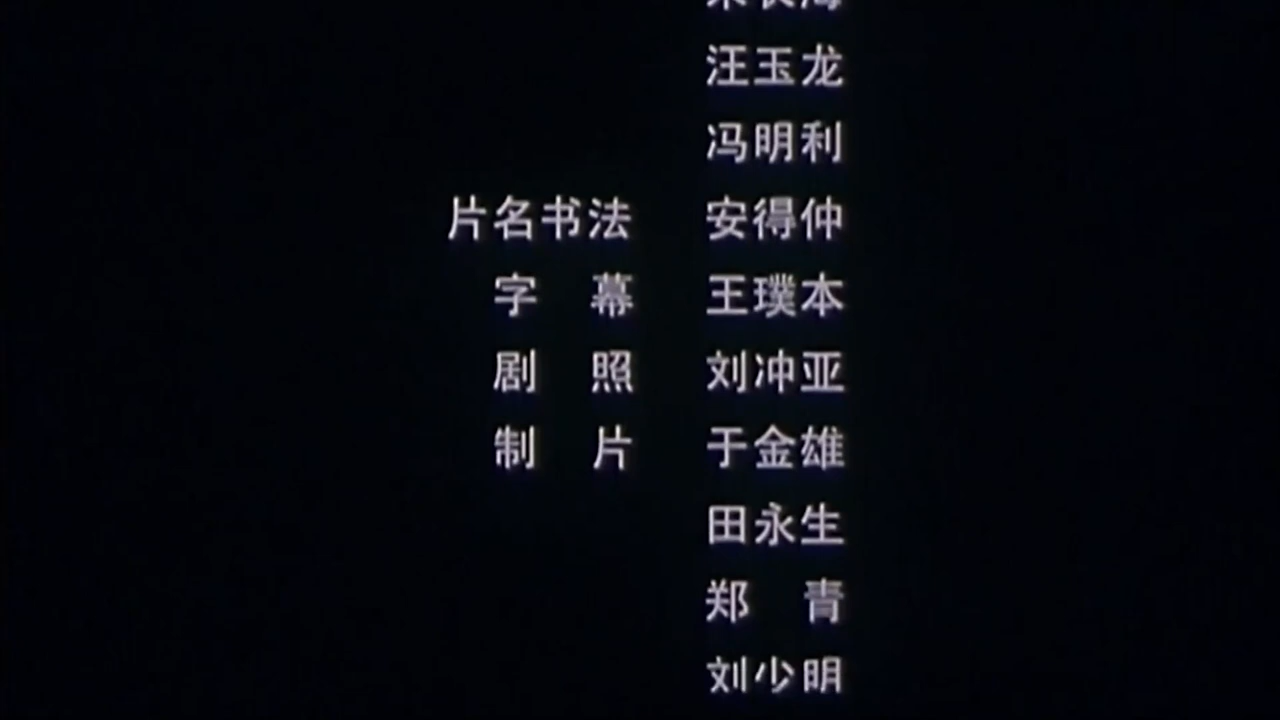 汪玉龙
冯明利
片名书法 安得仲
字 幕 王璞本
剧 照 刘冲亚
制 片 于金雄
田永生
郑 青
刘少明